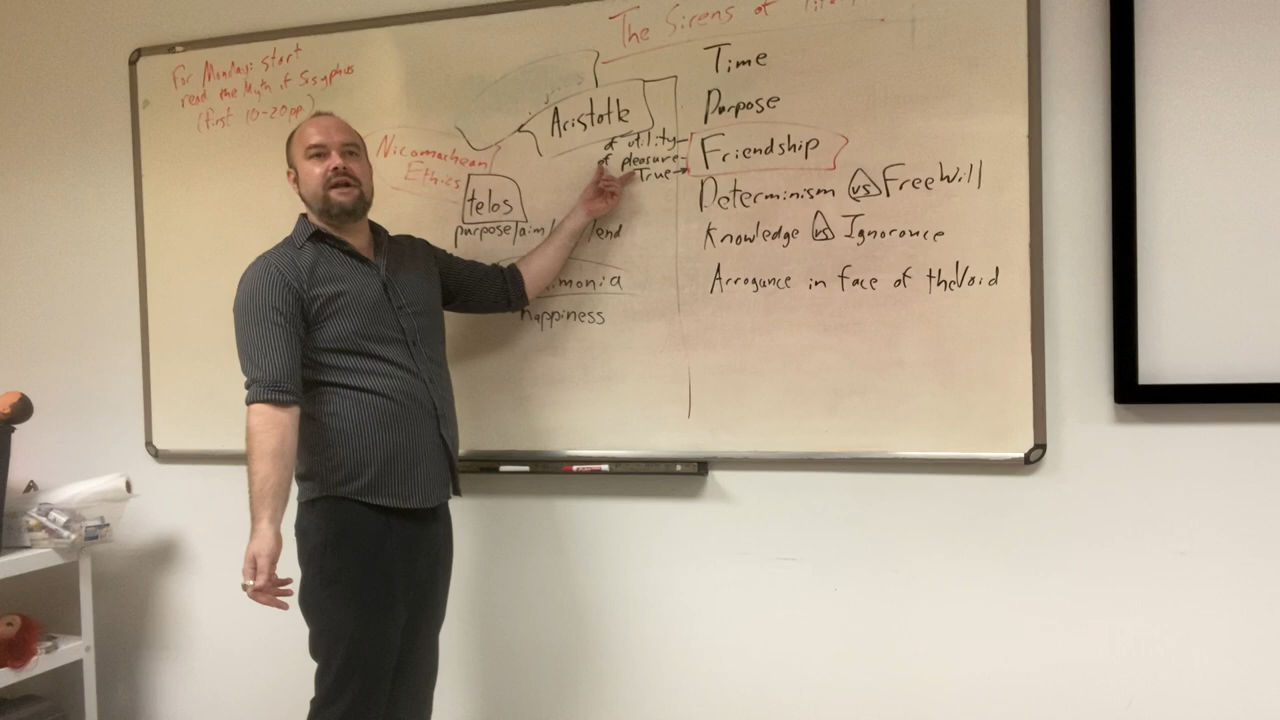 The Sirens of
For Monday: start
read the Myth of Sisyphus
(first 10-20pp.)
Nicomachean
Ethics
telos
purpose/aim/ /end
monia
happiness
Aristotle
of utility
of pleasure
True
Time
Purpose
Friendship
Determinism vs Free Will
Knowledge vs Ignorance
Arrogance in face of the Void